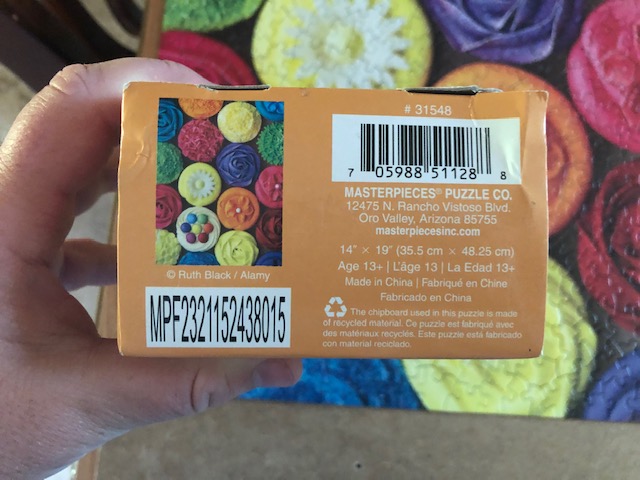 # 31548
7 05988 51128 8
MASTERPIECES® PUZZLE CO.
12475 N. Rancho Vistoso Blvd.
Oro Valley, Arizona 85755
masterpiecesinc.com
14" × 19" (35.5 cm × 48.25 cm)
Age 13+ | L'âge 13 | La Edad 13+
Made in China | Fabriqué en Chine
Fabricado en China
The chipboard used in this puzzle is made
of recycled material. Ce puzzle est fabriqué avec
des matériaux recyclés. Este puzzle está fabricado
con material reciclado.
© Ruth Black / Alamy
MPF2321152438015